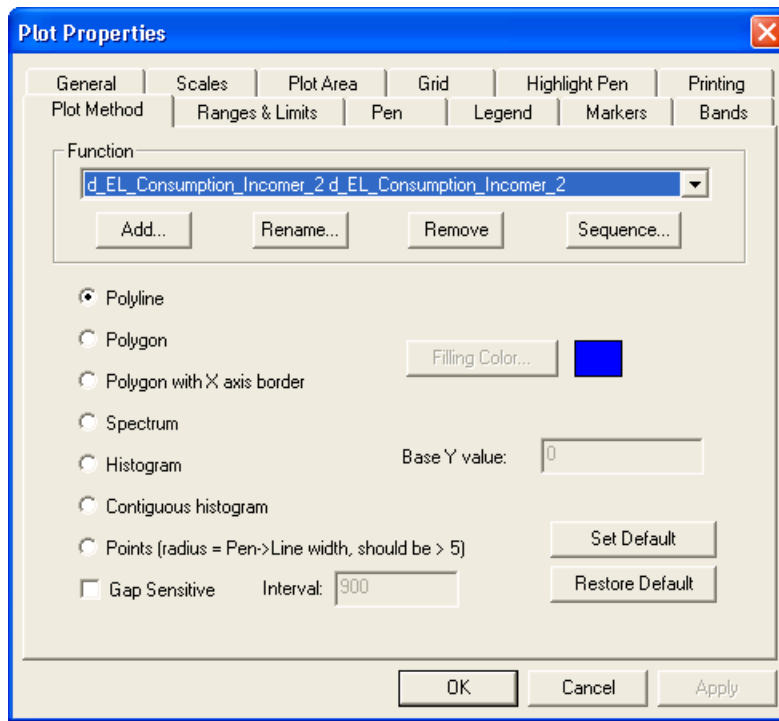 Plot Properties
General Scales Plot Area Grid Highlight Pen Printing
Plot Method Ranges & Limits Pen Legend Markers Bands
Function
d_EL_Consumption_Incomer_2 d_EL_Consumption_Incomer_2
Add... Rename... Remove Sequence...
Polyline
Polygon
Filling Color...
Polygon with X axis border
Spectrum
Histogram
Base Y value: 0
Contiguous histogram
Points (radius = Pen->Line width, should be > 5)
Set Default
Gap Sensitive Interval: 900
Restore Default
OK Cancel Apply